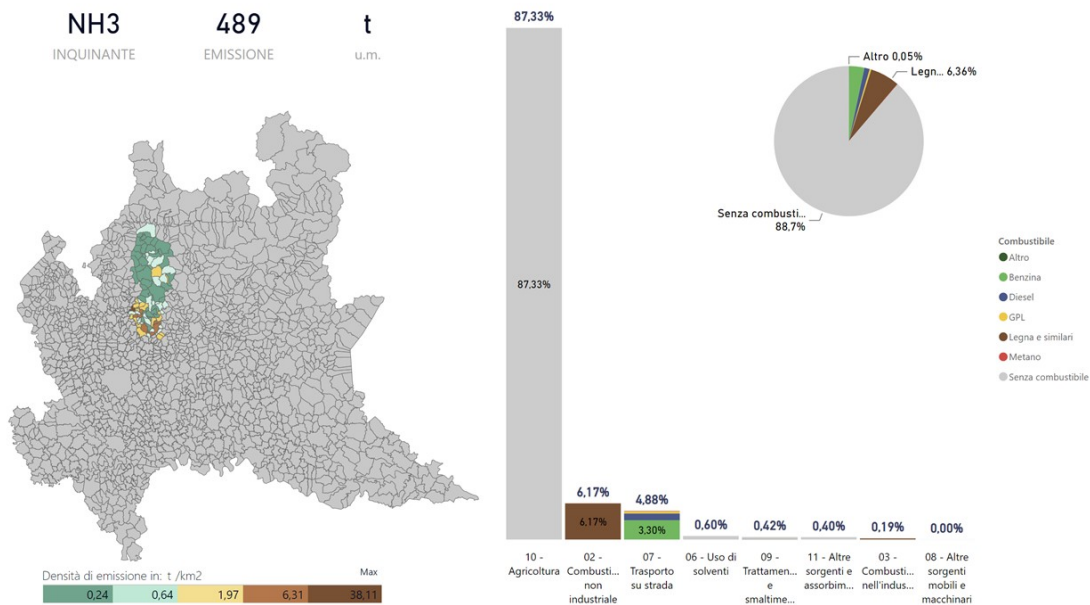 NH3
489
t
INQUINANTE
EMISSIONE
u.m.
Densità di emissione in: t /km2
Max
0,24
0,64
1,97
6,31
38,11
87,33%
87,33%
6,17%
6,17%
4,88%
3,30%
0,60%
0,42%
0,40%
0,19%
0,00%
10 -
Agricoltura
02 -
Combusti...
non
industriale
07 -
Trasporto
su strada
06 - Uso di
solventi
09 -
Trattamen...
e
smaltime...
11 - Altre
sorgenti e
assorbim...
03 -
Combusti...
nell'indus...
08 - Altre
sorgenti
mobili e
macchinari
Altro 0,05%
Legn... 6,36%
Senza combusti...
88,7%
Combustibile
Altro
Benzina
Diesel
GPL
Legna e similari
Metano
Senza combustibile